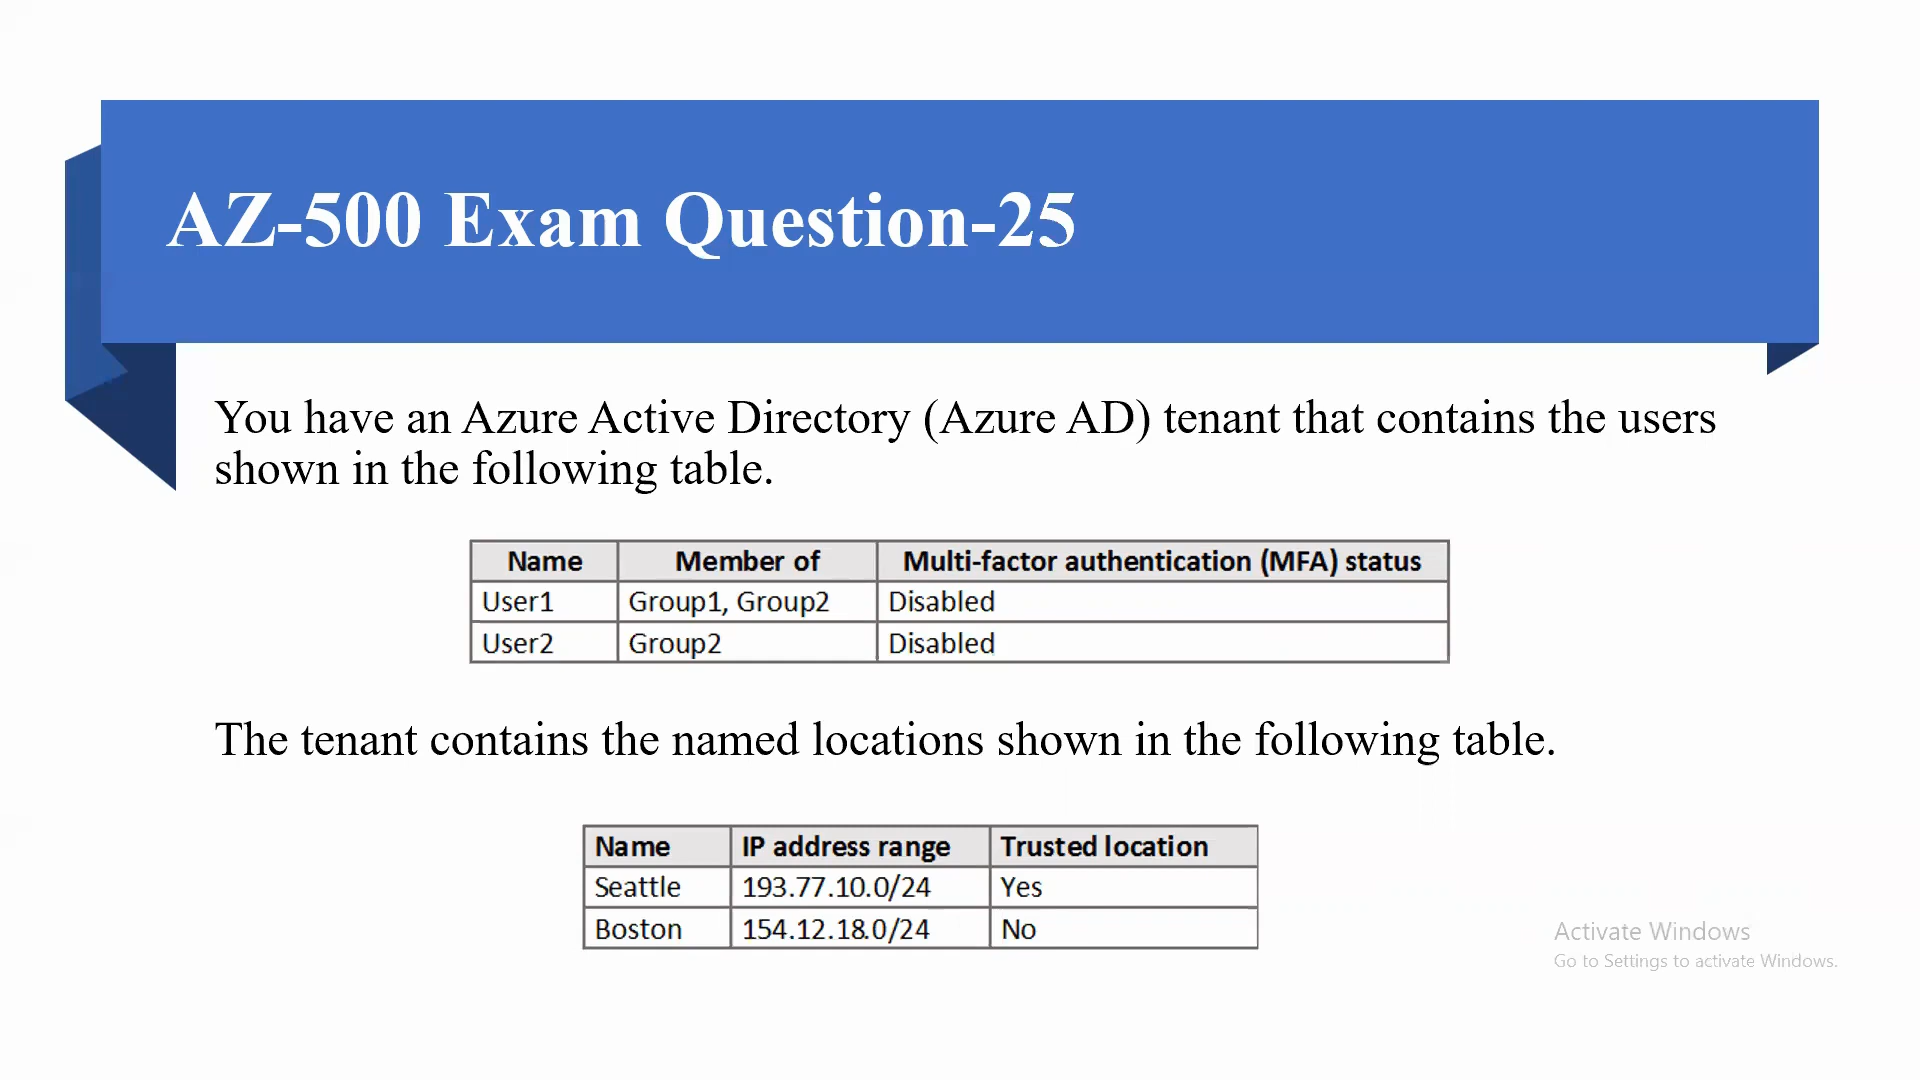 AZ-500 Exam Question-25
You have an Azure Active Directory (Azure AD) tenant that contains the users
shown in the following table.
Name Member of Multi-factor authentication (MFA) status
User1 Group1, Group2 Disabled
User2 Group2 Disabled
The tenant contains the named locations shown in the following table.
Name IP address range Trusted location
Seattle 193.77.10.0/24 Yes
Boston 154.12.18.0/24 No
Activate Windows
Go to Settings to activate Windows.